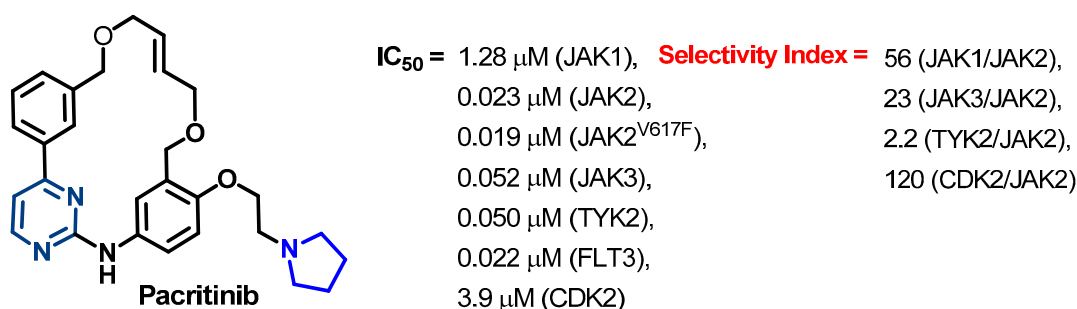 O
O
O
N
N
N
H
N
Pacritinib
IC50 = 1.28 μM (JAK1),
0.023 μM (JAK2),
0.019 μM (JAK2V617F),
0.052 μM (JAK3),
0.050 μM (TYK2),
0.022 μM (FLT3),
3.9 μM (CDK2)
Selectivity Index = 56 (JAK1/JAK2),
23 (JAK3/JAK2),
2.2 (TYK2/JAK2),
120 (CDK2/JAK2)